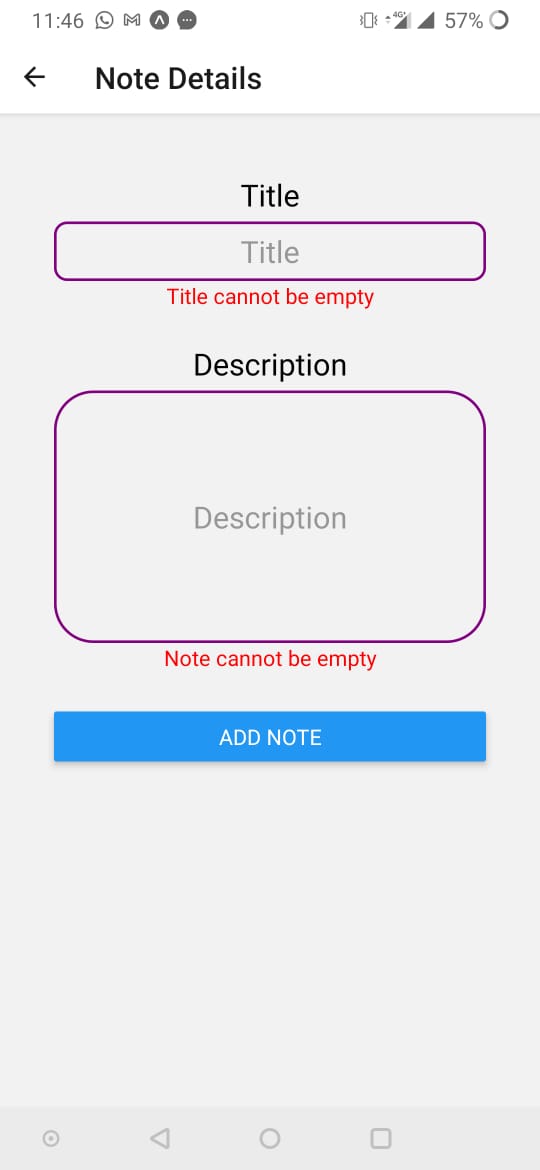 11:46 4G+ 57%
Note Details
Title
Title
Title cannot be empty
Description
Description
Note cannot be empty
ADD NOTE